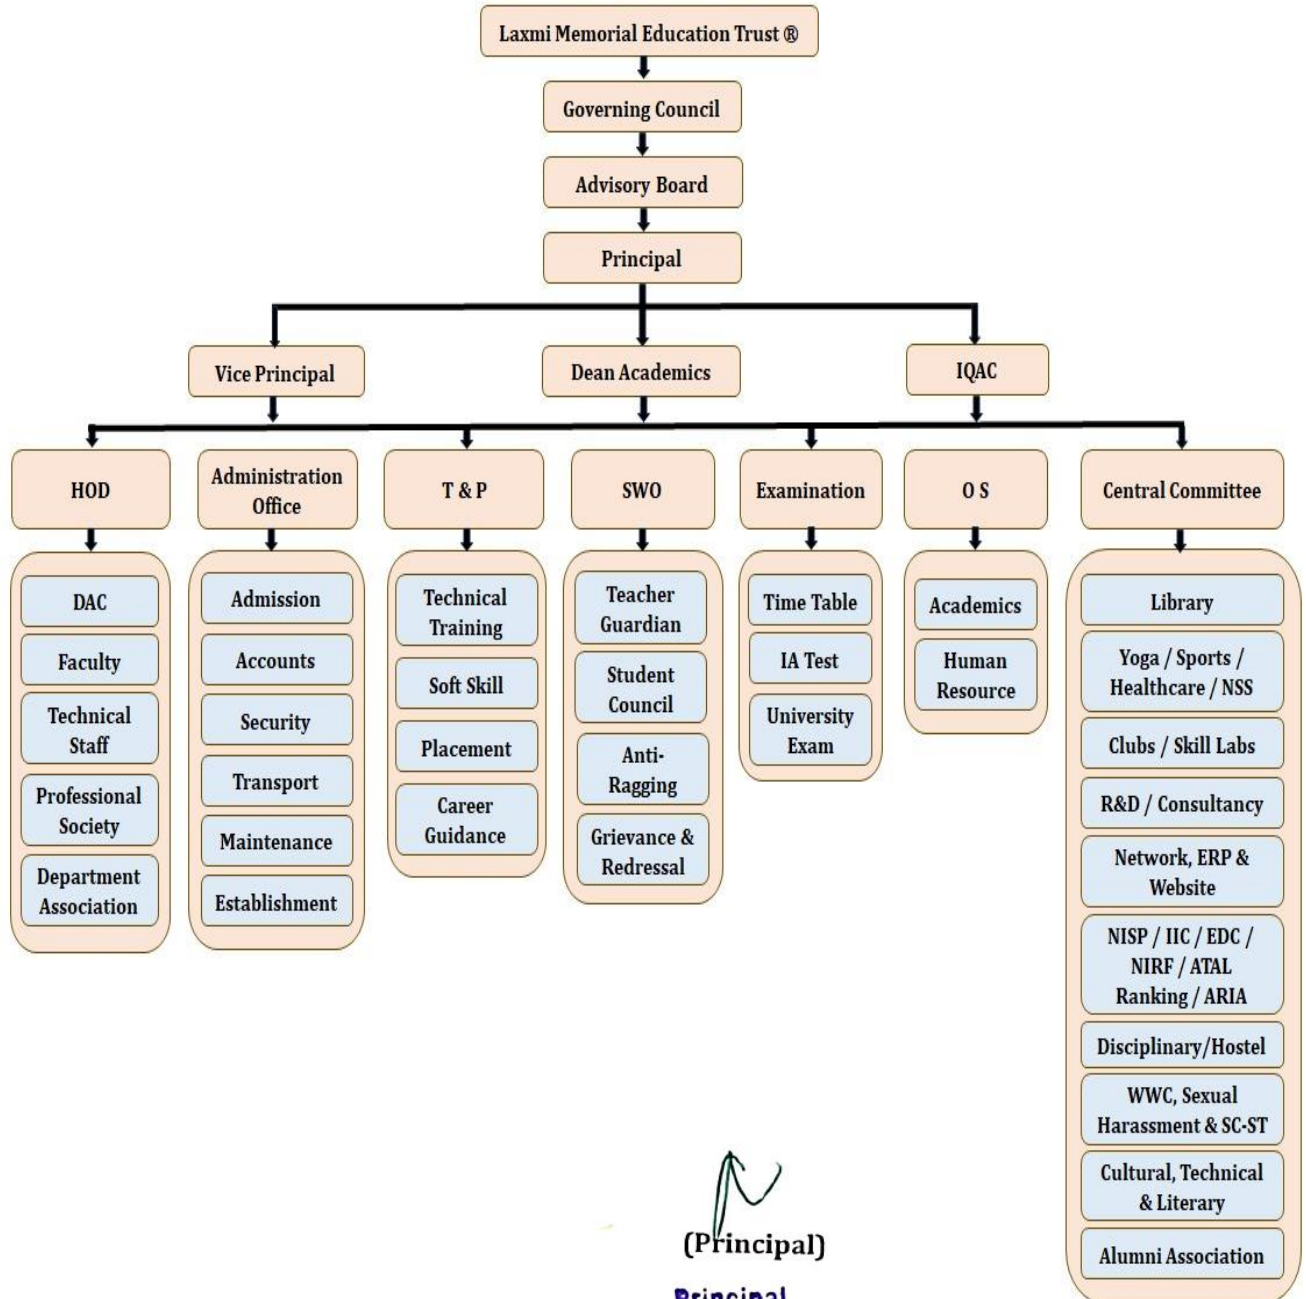 Laxmi Memorial Education Trust ®
Governing Council
Advisory Board
Principal
Vice Principal
Dean Academics
IQAC
HOD
Administration
Office
T & P
SWO
Examination
O S
Central Committee
DAC
Faculty
Technical
Staff
Professional
Society
Department
Association
Admission
Accounts
Security
Transport
Maintenance
Establishment
Technical
Training
Soft Skill
Placement
Career
Guidance
Teacher
Guardian
Student
Council
Anti-
Ragging
Grievance &
Redressal
Time Table
IA Test
University
Exam
Academics
Human
Resource
Library
Yoga / Sports /
Healthcare / NSS
Clubs / Skill Labs
R&D / Consultancy
Network, ERP &
Website
NISP / IIC / EDC /
NIRF / ATAL
Ranking / ARIA
Disciplinary/Hostel
WWC, Sexual
Harassment & SC-ST
Cultural, Technical
& Literary
Alumni Association
(Principal)
Principal